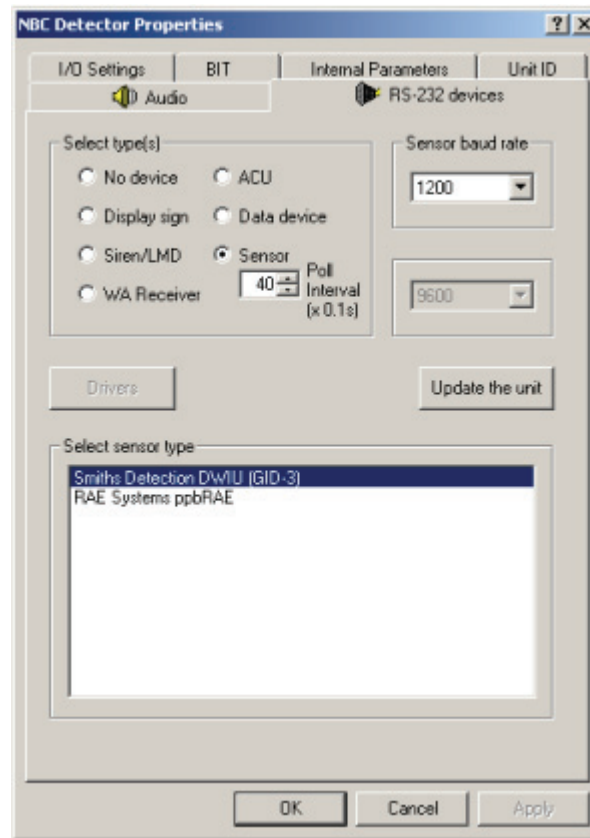 NBC Detector Properties
I/O Settings BIT Internal Parameters Unit ID
Audio RS-232 devices
Select type(s)
No device ACU
Display sign Data device
Siren/LMD Sensor
WA Receiver 40 Poll
Interval
(x 0.1s)
Sensor baud rate
1200
9600
Drivers Update the unit
Select sensor type
Smiths Detection DWIU (GID-3)
RAE Systems ppbRAE
OK Cancel Apply